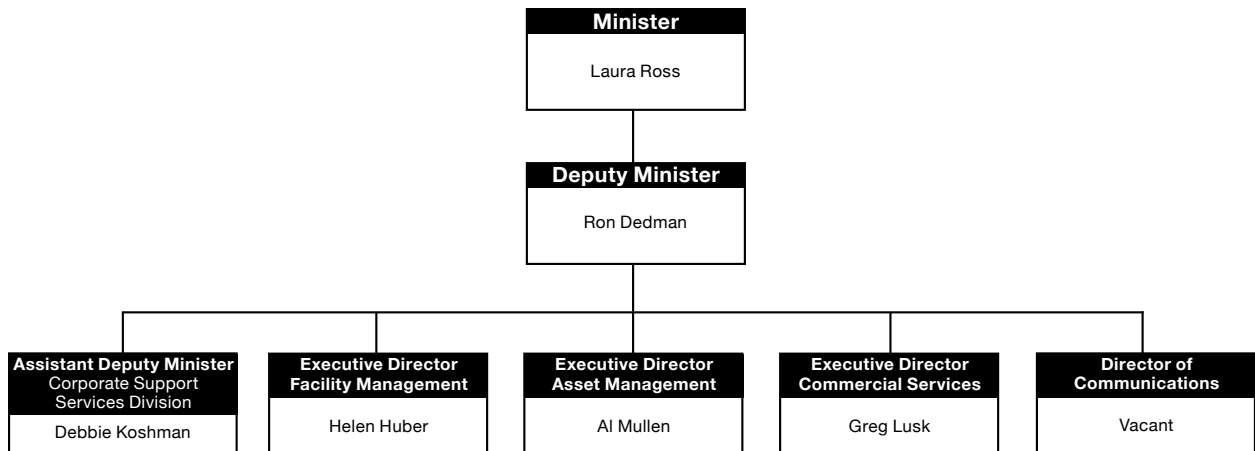 Minister
Laura Ross
Deputy Minister
Ron Dedman
Assistant Deputy Minister
Corporate Support
Services Division
Debbie Koshman
Executive Director
Facility Management
Helen Huber
Executive Director
Asset Management
Al Mullen
Executive Director
Commercial Services
Greg Lusk
Director of
Communications
Vacant